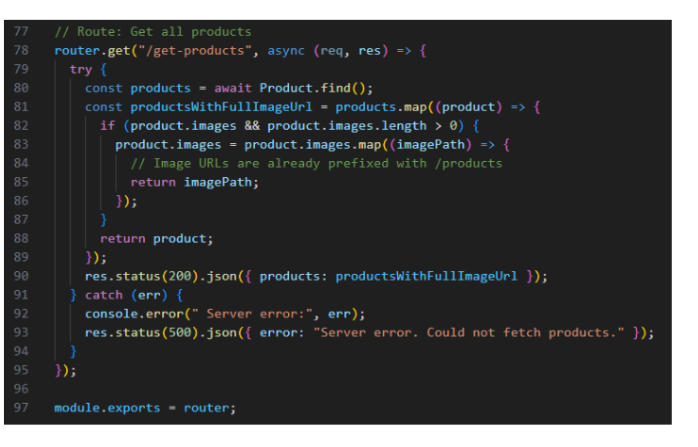 77 // Route: Get all products
78 router.get("/get-products", async (req, res) => {
79 try {
80 const products = await Product.find();
81 const productsWithFullImageUrl = products.map((product) => {
82 if (product.images && product.images.length > 0) {
83 product.images = product.images.map((imagePath) => {
84 // Image URLs are already prefixed with /products
85 return imagePath;
86 });
87 }
88 return product;
89 });
90 res.status(200).json({ products: productsWithFullImageUrl });
91 } catch (err) {
92 console.error(" Server error:", err);
93 res.status(500).json({ error: "Server error. Could not fetch products." });
94 }
95 });
96
97 module.exports = router;